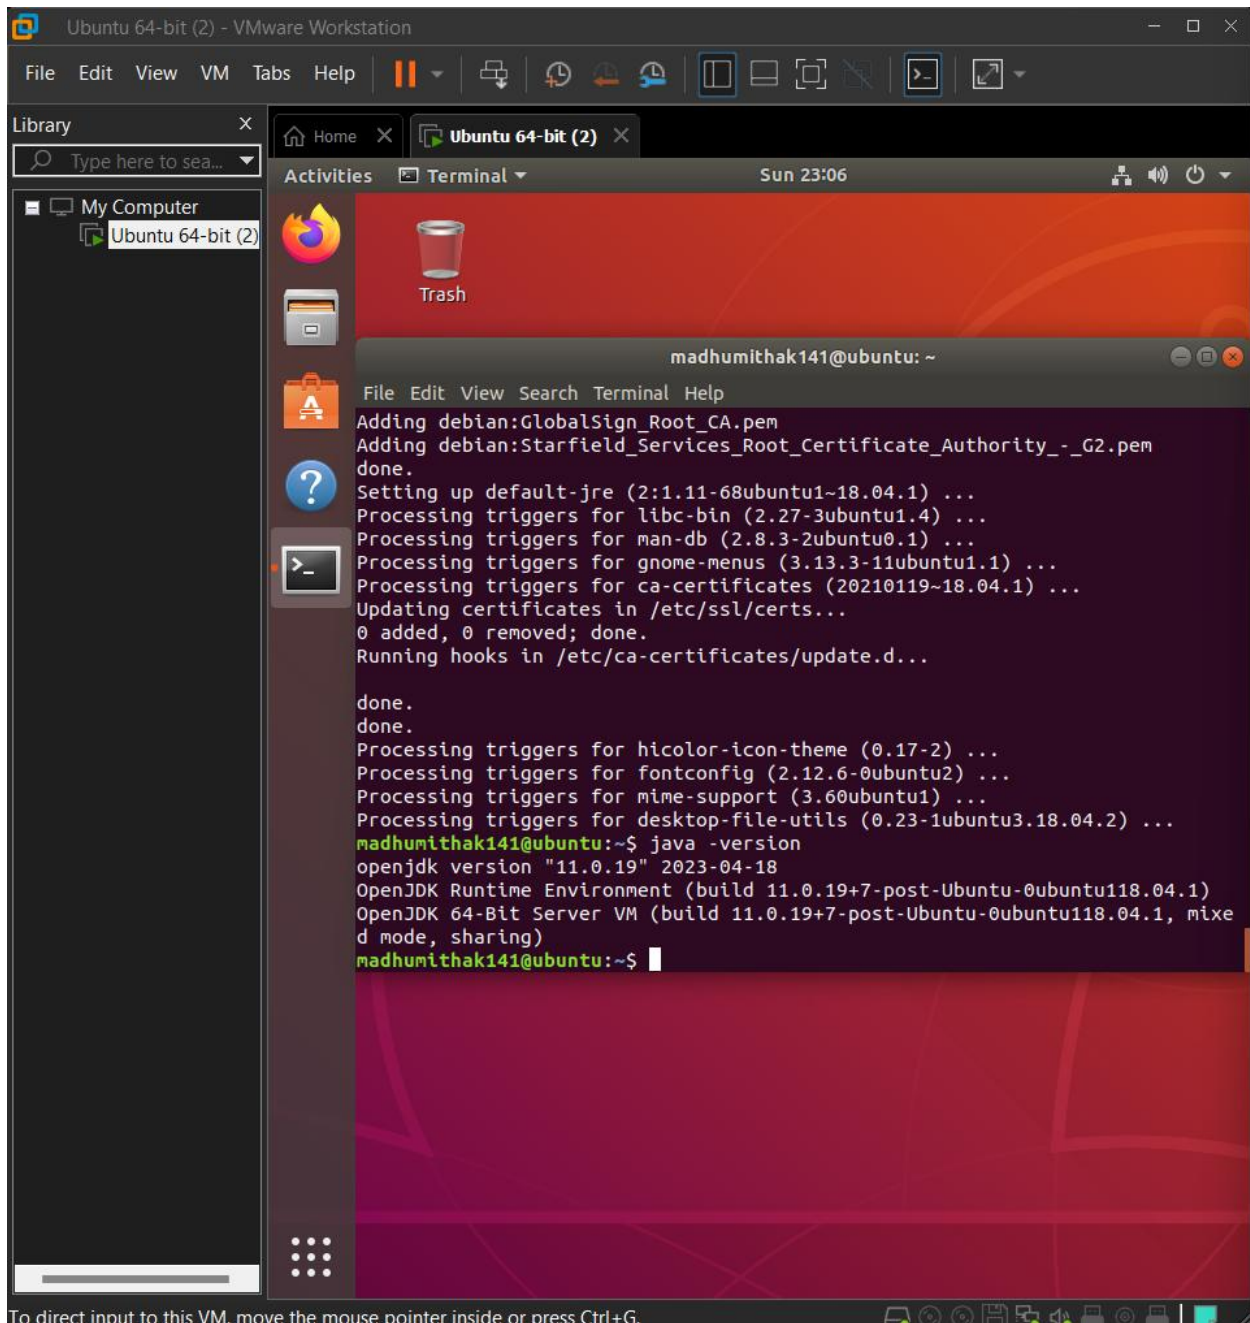 Ubuntu 64-bit (2) - VMware Workstation
File Edit View VM Tabs Help
Library X
Home
Ubuntu 64-bit (2)
Type here to sea...
Activities Terminal Sun 23:06
My Computer
Ubuntu 64-bit (2)
Trash
madhumithak141@ubuntu: ~
File Edit View Search Terminal Help
Adding debian:GlobalSign_Root_CA.pem
Adding debian:Starfield_Services_Root_Certificate_Authority_-_G2.pem
done.
Setting up default-jre (2:1.11-68ubuntu1~18.04.1) ...
Processing triggers for libc-bin (2.27-3ubuntu1.4) ...
Processing triggers for man-db (2.8.3-2ubuntu0.1) ...
Processing triggers for gnome-menus (3.13.3-11ubuntu1.1) ...
Processing triggers for ca-certificates (20210119~18.04.1) ...
Updating certificates in /etc/ssl/certs...
0 added, 0 removed; done.
Running hooks in /etc/ca-certificates/update.d...
done.
done.
Processing triggers for hicolor-icon-theme (0.17-2) ...
Processing triggers for fontconfig (2.12.6-0ubuntu2) ...
Processing triggers for mime-support (3.60ubuntu1) ...
Processing triggers for desktop-file-utils (0.23-1ubuntu3.18.04.2) ...
madhumithak141@ubuntu:~$ java -version
openjdk version "11.0.19" 2023-04-18
OpenJDK Runtime Environment (build 11.0.19+7-post-Ubuntu-0ubuntu118.04.1)
OpenJDK 64-Bit Server VM (build 11.0.19+7-post-Ubuntu-0ubuntu118.04.1, mixe
d mode, sharing)
madhumithak141@ubuntu:~$
To direct input to this VM, move the mouse pointer inside or press Ctrl+G.